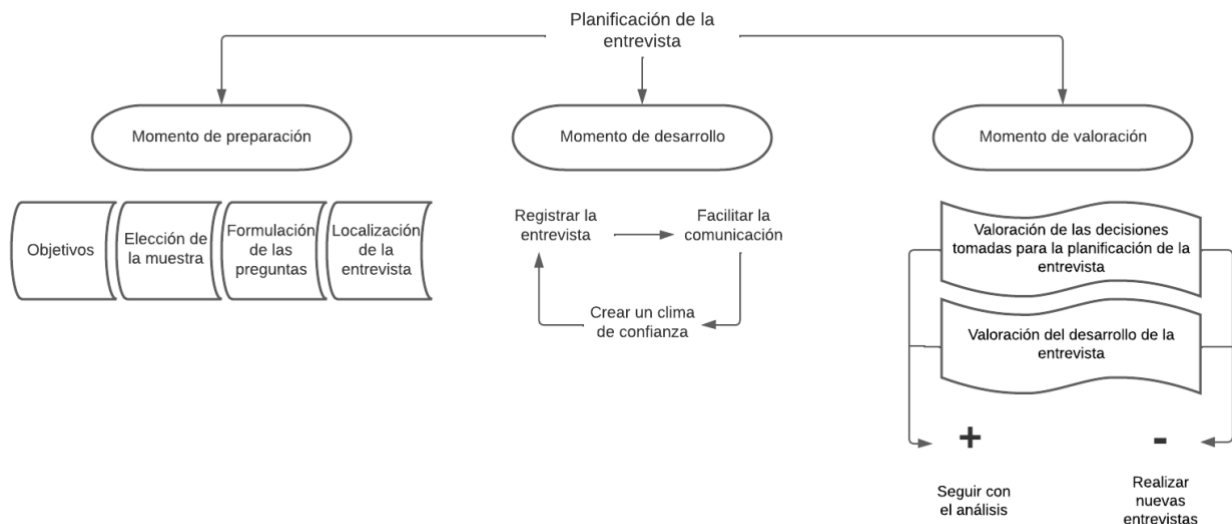 Planificación de la
entrevista
Momento de preparación
Momento de desarrollo
Momento de valoración
Objetivos
Elección de
la muestra
Formulación
de las
preguntas
Localización
de la
entrevista
Registrar la
entrevista
Facilitar la
comunicación
Crear un clima
de confianza
Valoración de las decisiones
tomadas para la planificación de la
entrevista
Valoración del desarrollo de la
entrevista
+
-
Seguir con
el análisis
Realizar
nuevas
entrevistas